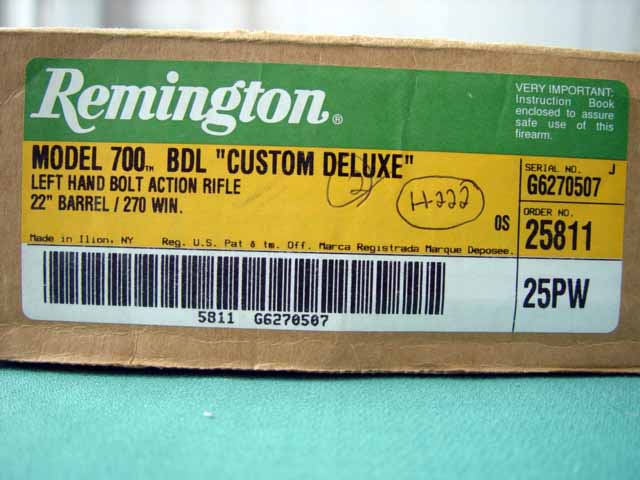 Remington®
VERY IMPORTANT:
Instruction Book
enclosed to assure
safe use of this
firearm.
MODEL 700™ BDL "CUSTOM DELUXE"
LEFT HAND BOLT ACTION RIFLE
22" BARREL / 270 WIN.
H222
OS
SERIAL NO. J
G6270507
ORDER NO.
25811
Made in Ilion, NY Reg. U.S. Pat & tm. Off. Marca Registrada Marque Deposee.
25PW
5811 G6270507